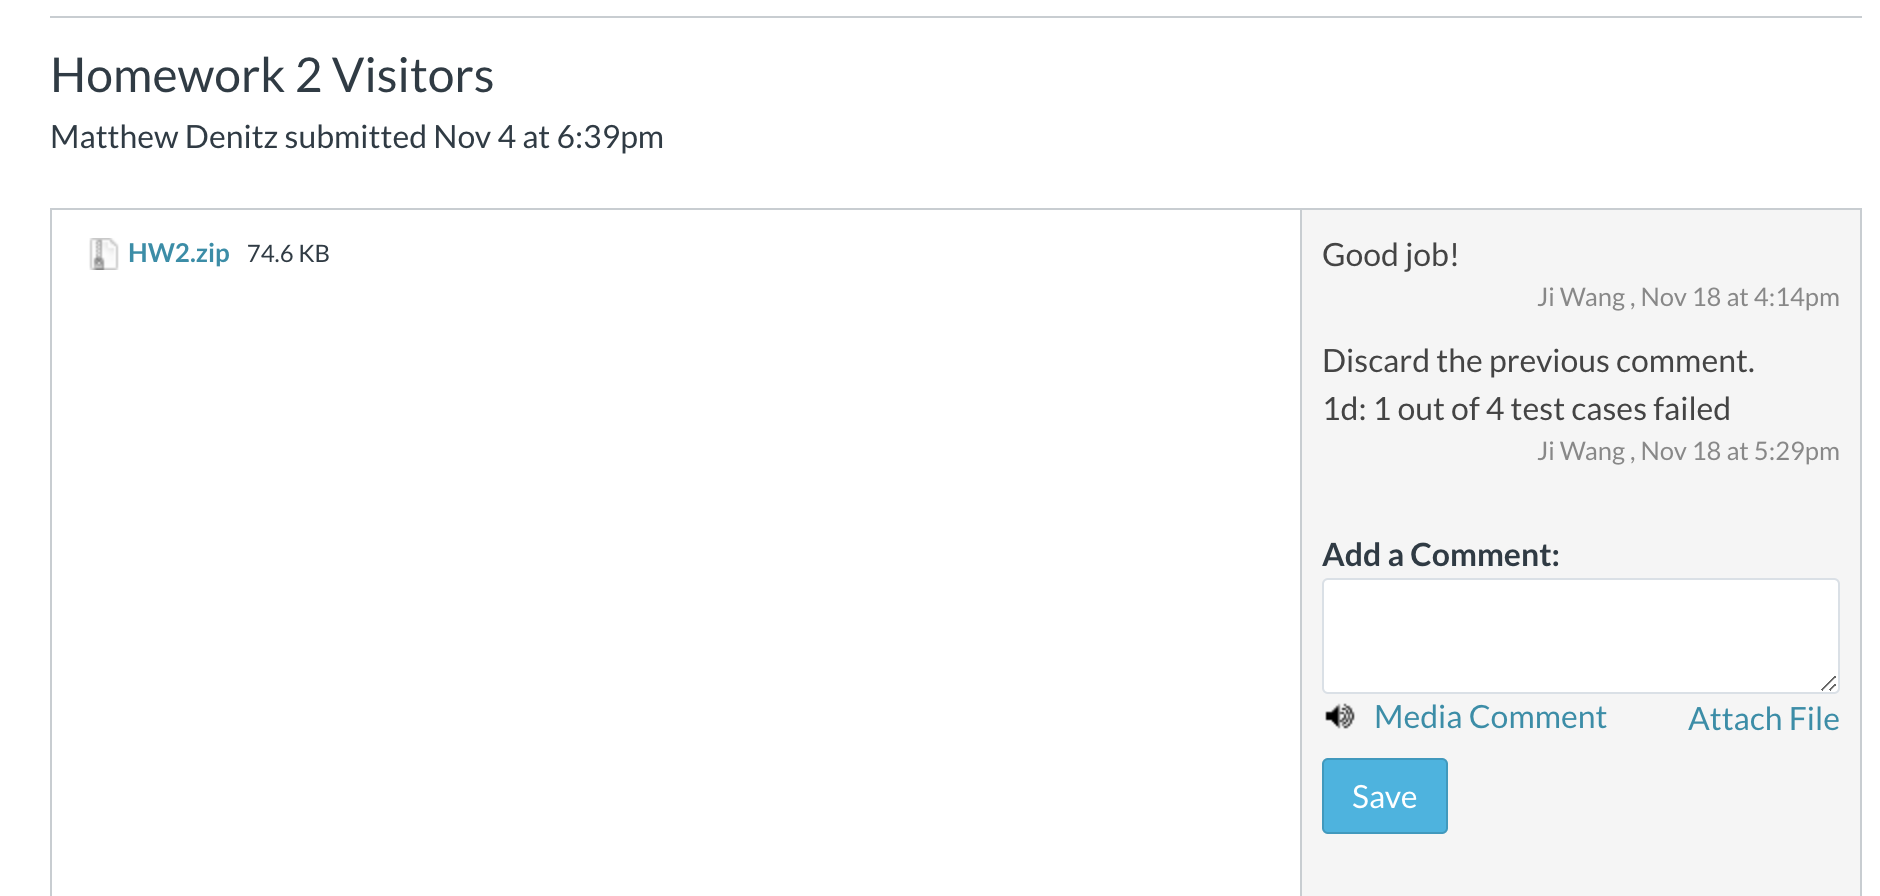 Homework 2 Visitors
Matthew Denitz submitted Nov 4 at 6:39pm
HW2.zip 74.6 KB
Good job!
Ji Wang , Nov 18 at 4:14pm
Discard the previous comment.
1d: 1 out of 4 test cases failed
Ji Wang , Nov 18 at 5:29pm
Add a Comment:
Media Comment Attach File
Save